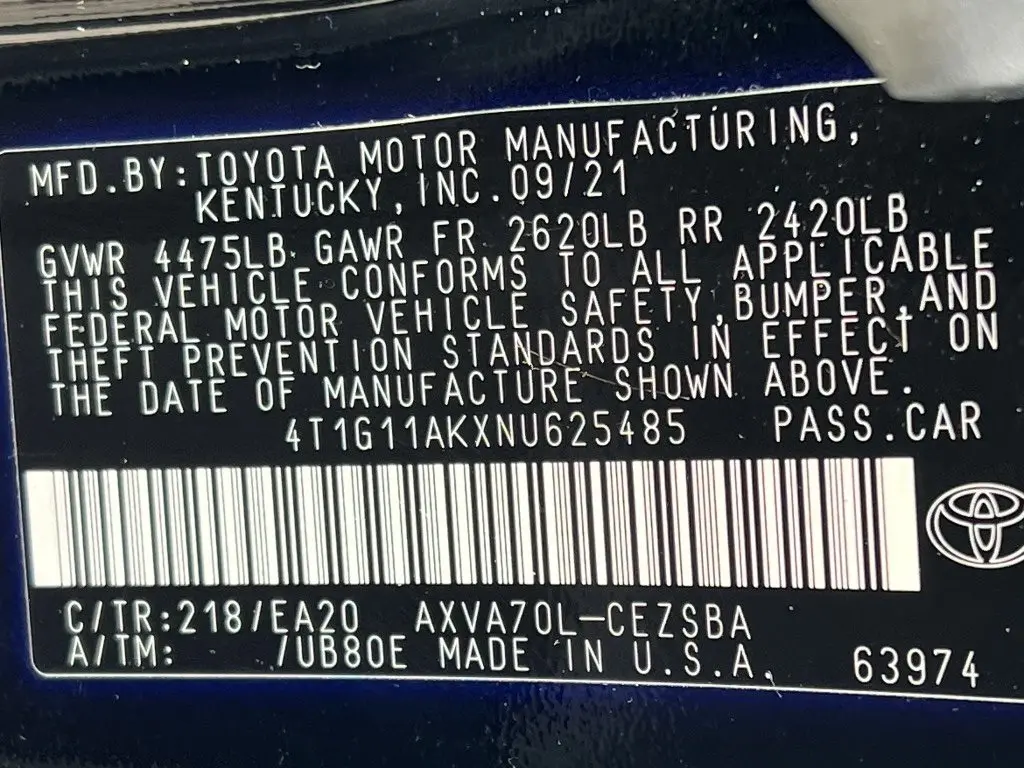 MFD.BY:TOYOTA MOTOR MANUFACTURING,
KENTUCKY, INC. 09/21
GVWR 4475LB GAWR FR 2620LB RR 2420LB
THIS VEHICLE CONFORMS TO ALL APPLICABLE
FEDERAL MOTOR VEHICLE SAFETY,BUMPER,AND
THEFT PREVENTION STANDARDS IN EFFECT ON
THE DATE OF MANUFACTURE SHOWN ABOVE.
4T1G11AKXNU625485 PASS.CAR
C/TR:218/EA20 AXVA70L-CEZSBA
A/TM: /UB80E MADE IN U.S.A. 63974